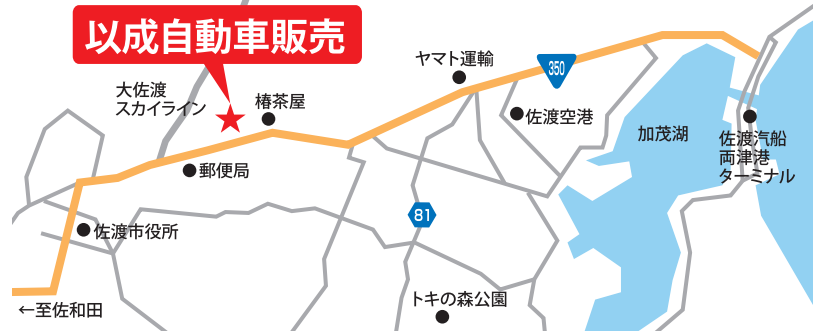 以成自動車販売
大佐渡
スカイライン
椿茶屋
ヤマト運輸
350
佐渡空港
加茂湖
佐渡汽船
両津港
ターミナル
郵便局
81
佐渡市役所
トキの森公園
←至佐和田